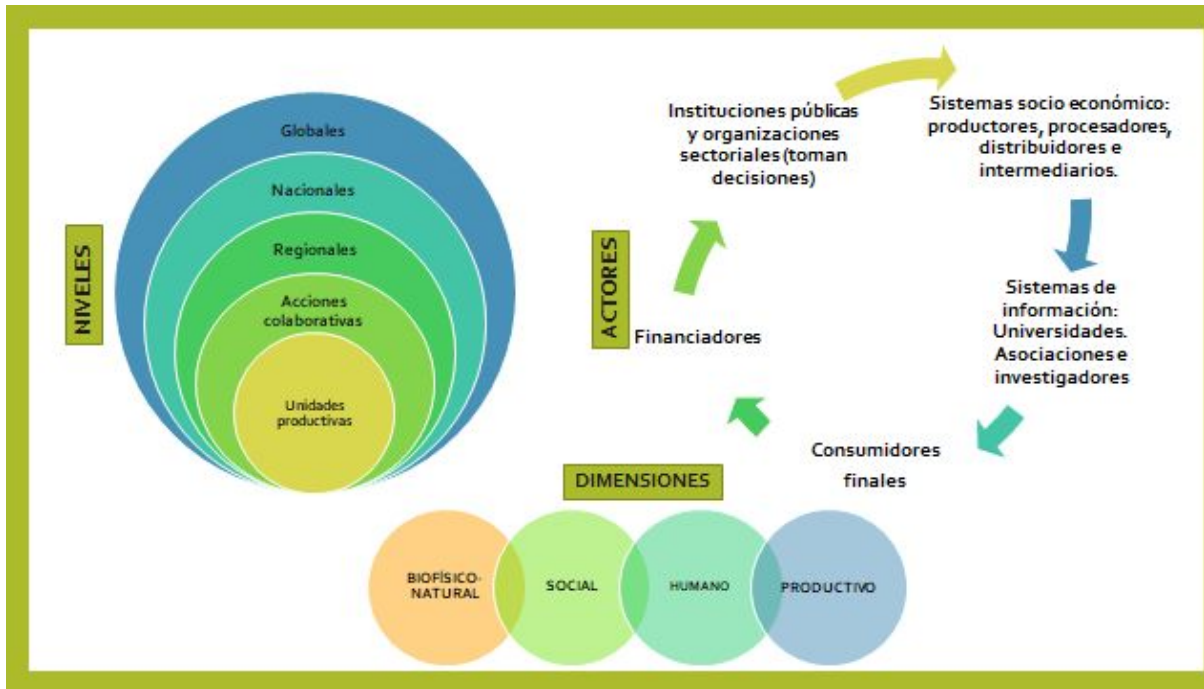 NIVELES
Globales
Nacionales
Regionales
Acciones
colaborativas
Unidades
productivas
ACTORES
Instituciones públicas
y organizaciones
sectoriales (toman
decisiones)
Sistemas socio económico:
productores, procesadores,
distribuidores e
intermediarios.
Sistemas de
información:
Universidades.
Asociaciones e
investigadores
Consumidores
finales
Financiadores
DIMENSIONES
BIOFÍSICO-
NATURAL
SOCIAL
HUMANO
PRODUCTIVO